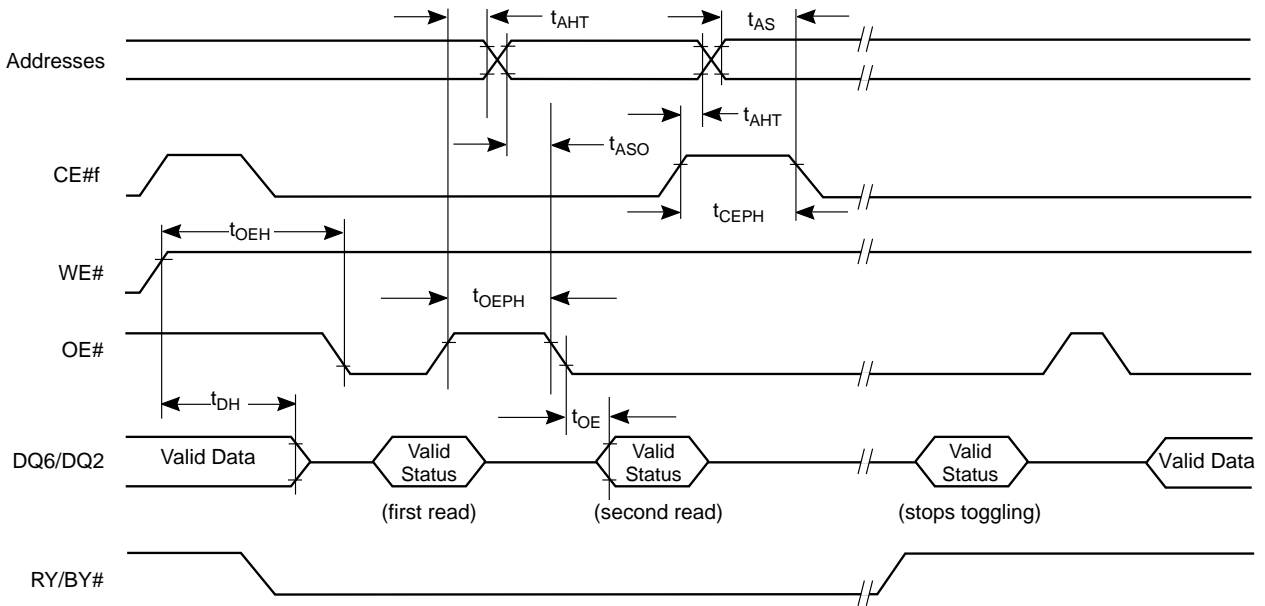 tAHT
tAS
Addresses
tAHT
tASO
CE#f
tCEPH
tOEH
WE#
tOEPH
OE#
tDH
tOE
DQ6/DQ2
Valid Data
Valid
Status
Valid
Status
Valid
Status
Valid Data
(first read)
(second read)
(stops toggling)
RY/BY#